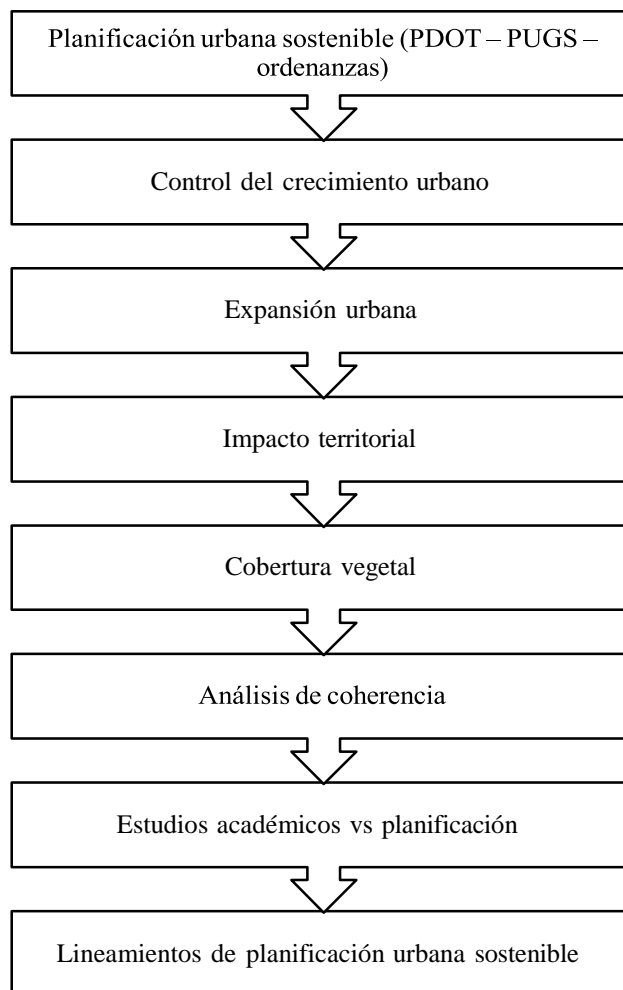 Planificación urbana sostenible (PDOT – PUGS –
ordenanzas)
Control del crecimiento urbano
Expansión urbana
Impacto territorial
Cobertura vegetal
Análisis de coherencia
Estudios académicos vs planificación
Lineamientos de planificación urbana sostenible